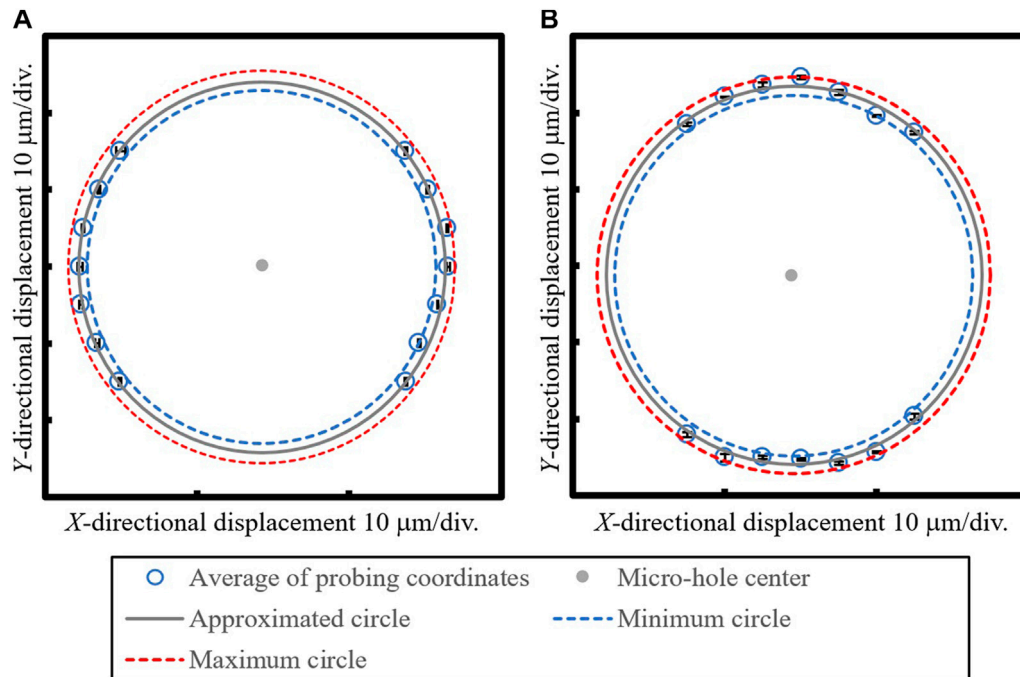 A
B
Y-directional displacement 10 μm/div.
Y-directional displacement 10 μm/div.
X-directional displacement 10 μm/div.
X-directional displacement 10 μm/div.
Average of probing coordinates
Micro-hole center
Approximated circle
Minimum circle
Maximum circle